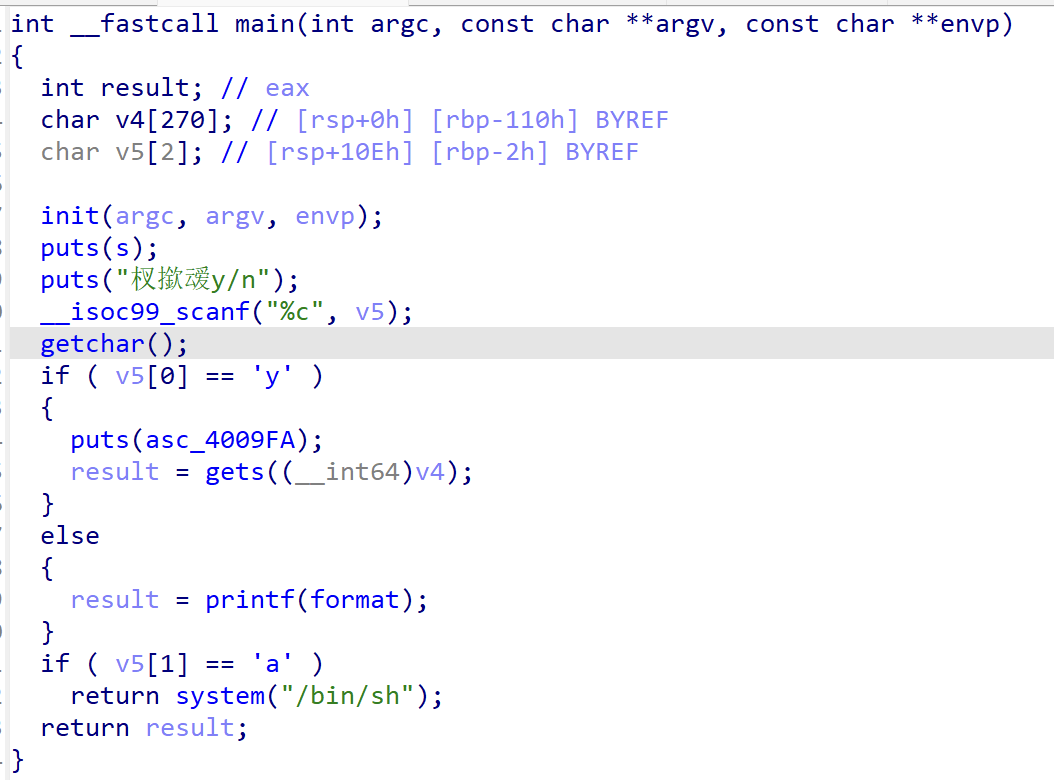 int __fastcall main(int argc, const char **argv, const char **envp)
{
  int result; // eax
  char v4[270]; // [rsp+0h] [rbp-110h] BYREF
  char v5[2]; // [rsp+10Eh] [rbp-2h] BYREF

  init(argc, argv, envp);
  puts(s);
  puts("杈撳叆y/n");
  __isoc99_scanf("%c", v5);
  getchar();
  if ( v5[0] == 'y' )
  {
    puts(asc_4009FA);
    result = gets((__int64)v4);
  }
  else
  {
    result = printf(format);
  }
  if ( v5[1] == 'a' )
    return system("/bin/sh");
  return result;
}